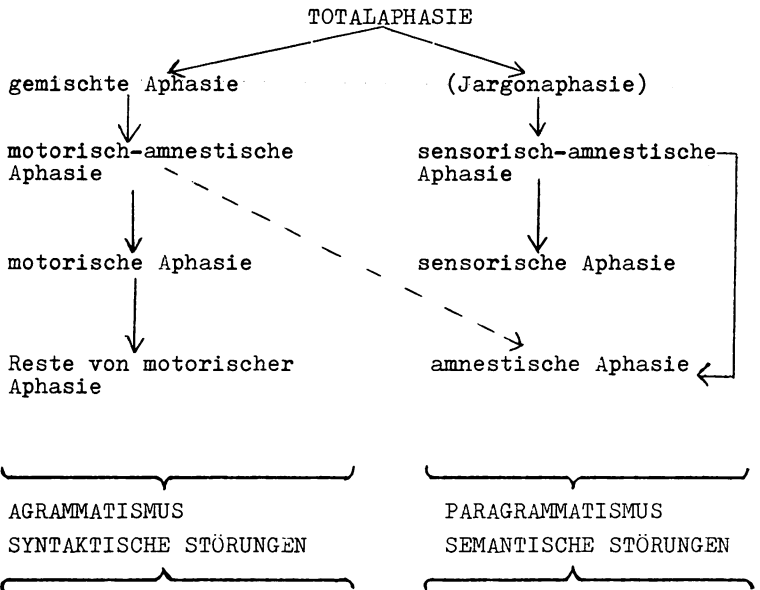 TOTALAPHASIE
gemischte Aphasie
(Jargonaphasie)
motorisch-amnestische
Aphasie
sensorisch-amnestische
Aphasie
motorische Aphasie
sensorische Aphasie
Reste von motorischer
Aphasie
amnestische Aphasie
AGRAMMATISMUS
SYNTAKTISCHE STÖRUNGEN
PARAGRAMMATISMUS
SEMANTISCHE STÖRUNGEN